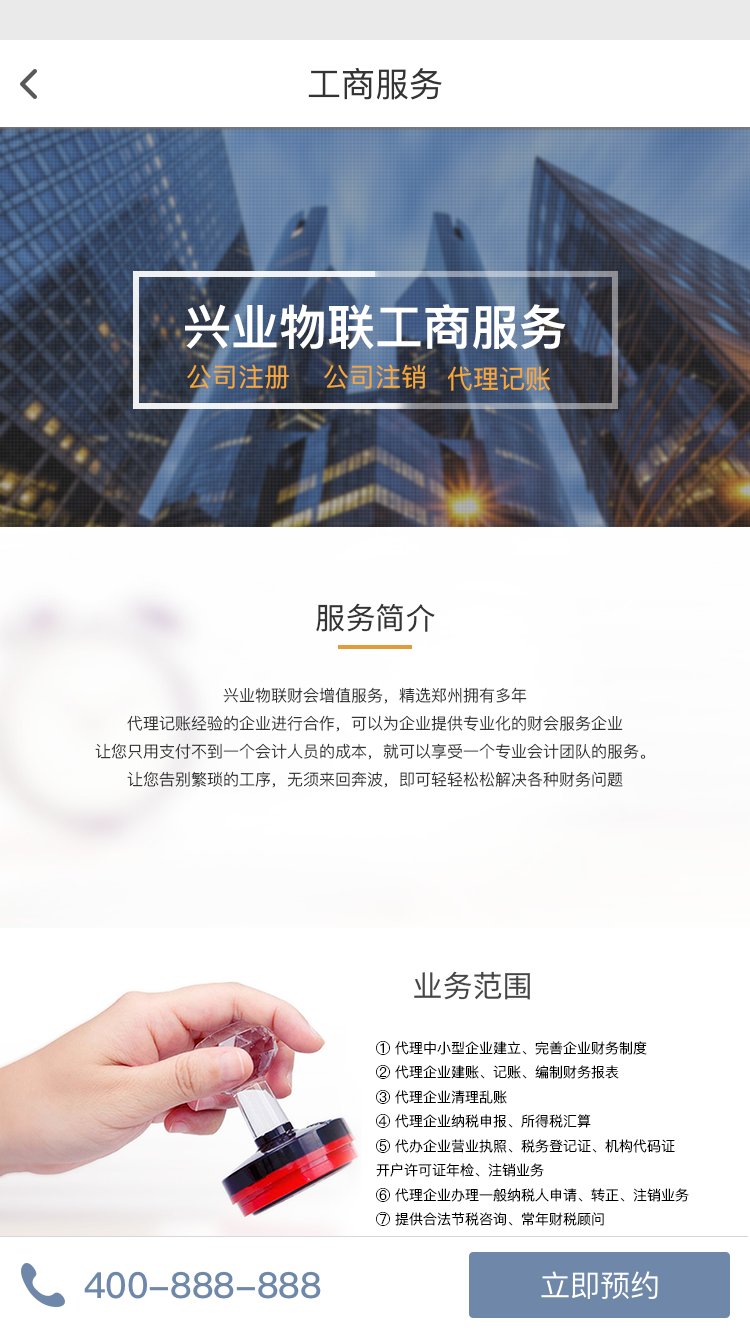 工商服务
兴业物联工商服务
公司注册 公司注销 代理记账
服务简介
兴业物联财会增值服务，精选郑州拥有多年
代理记账经验的企业进行合作，可以为企业提供专业化的财会服务企业
让您只用支付不到一个会计人员的成本，就可以享受一个专业会计团队的服务。
让您告别繁琐的工序，无须来回奔波，即可轻轻松松解决各种财务问题
业务范围
① 代理中小型企业建立、完善企业财务制度
② 代理企业建账、记账、编制财务报表
③ 代理企业清理乱账
④ 代理企业纳税申报、所得税汇算
⑤ 代办企业营业执照、税务登记证、机构代码证
开户许可证年检、注销业务
⑥ 代理企业办理一般纳税人申请、转正、注销业务
⑦ 提供合法节税咨询、常年财税顾问
400-888-888
立即预约